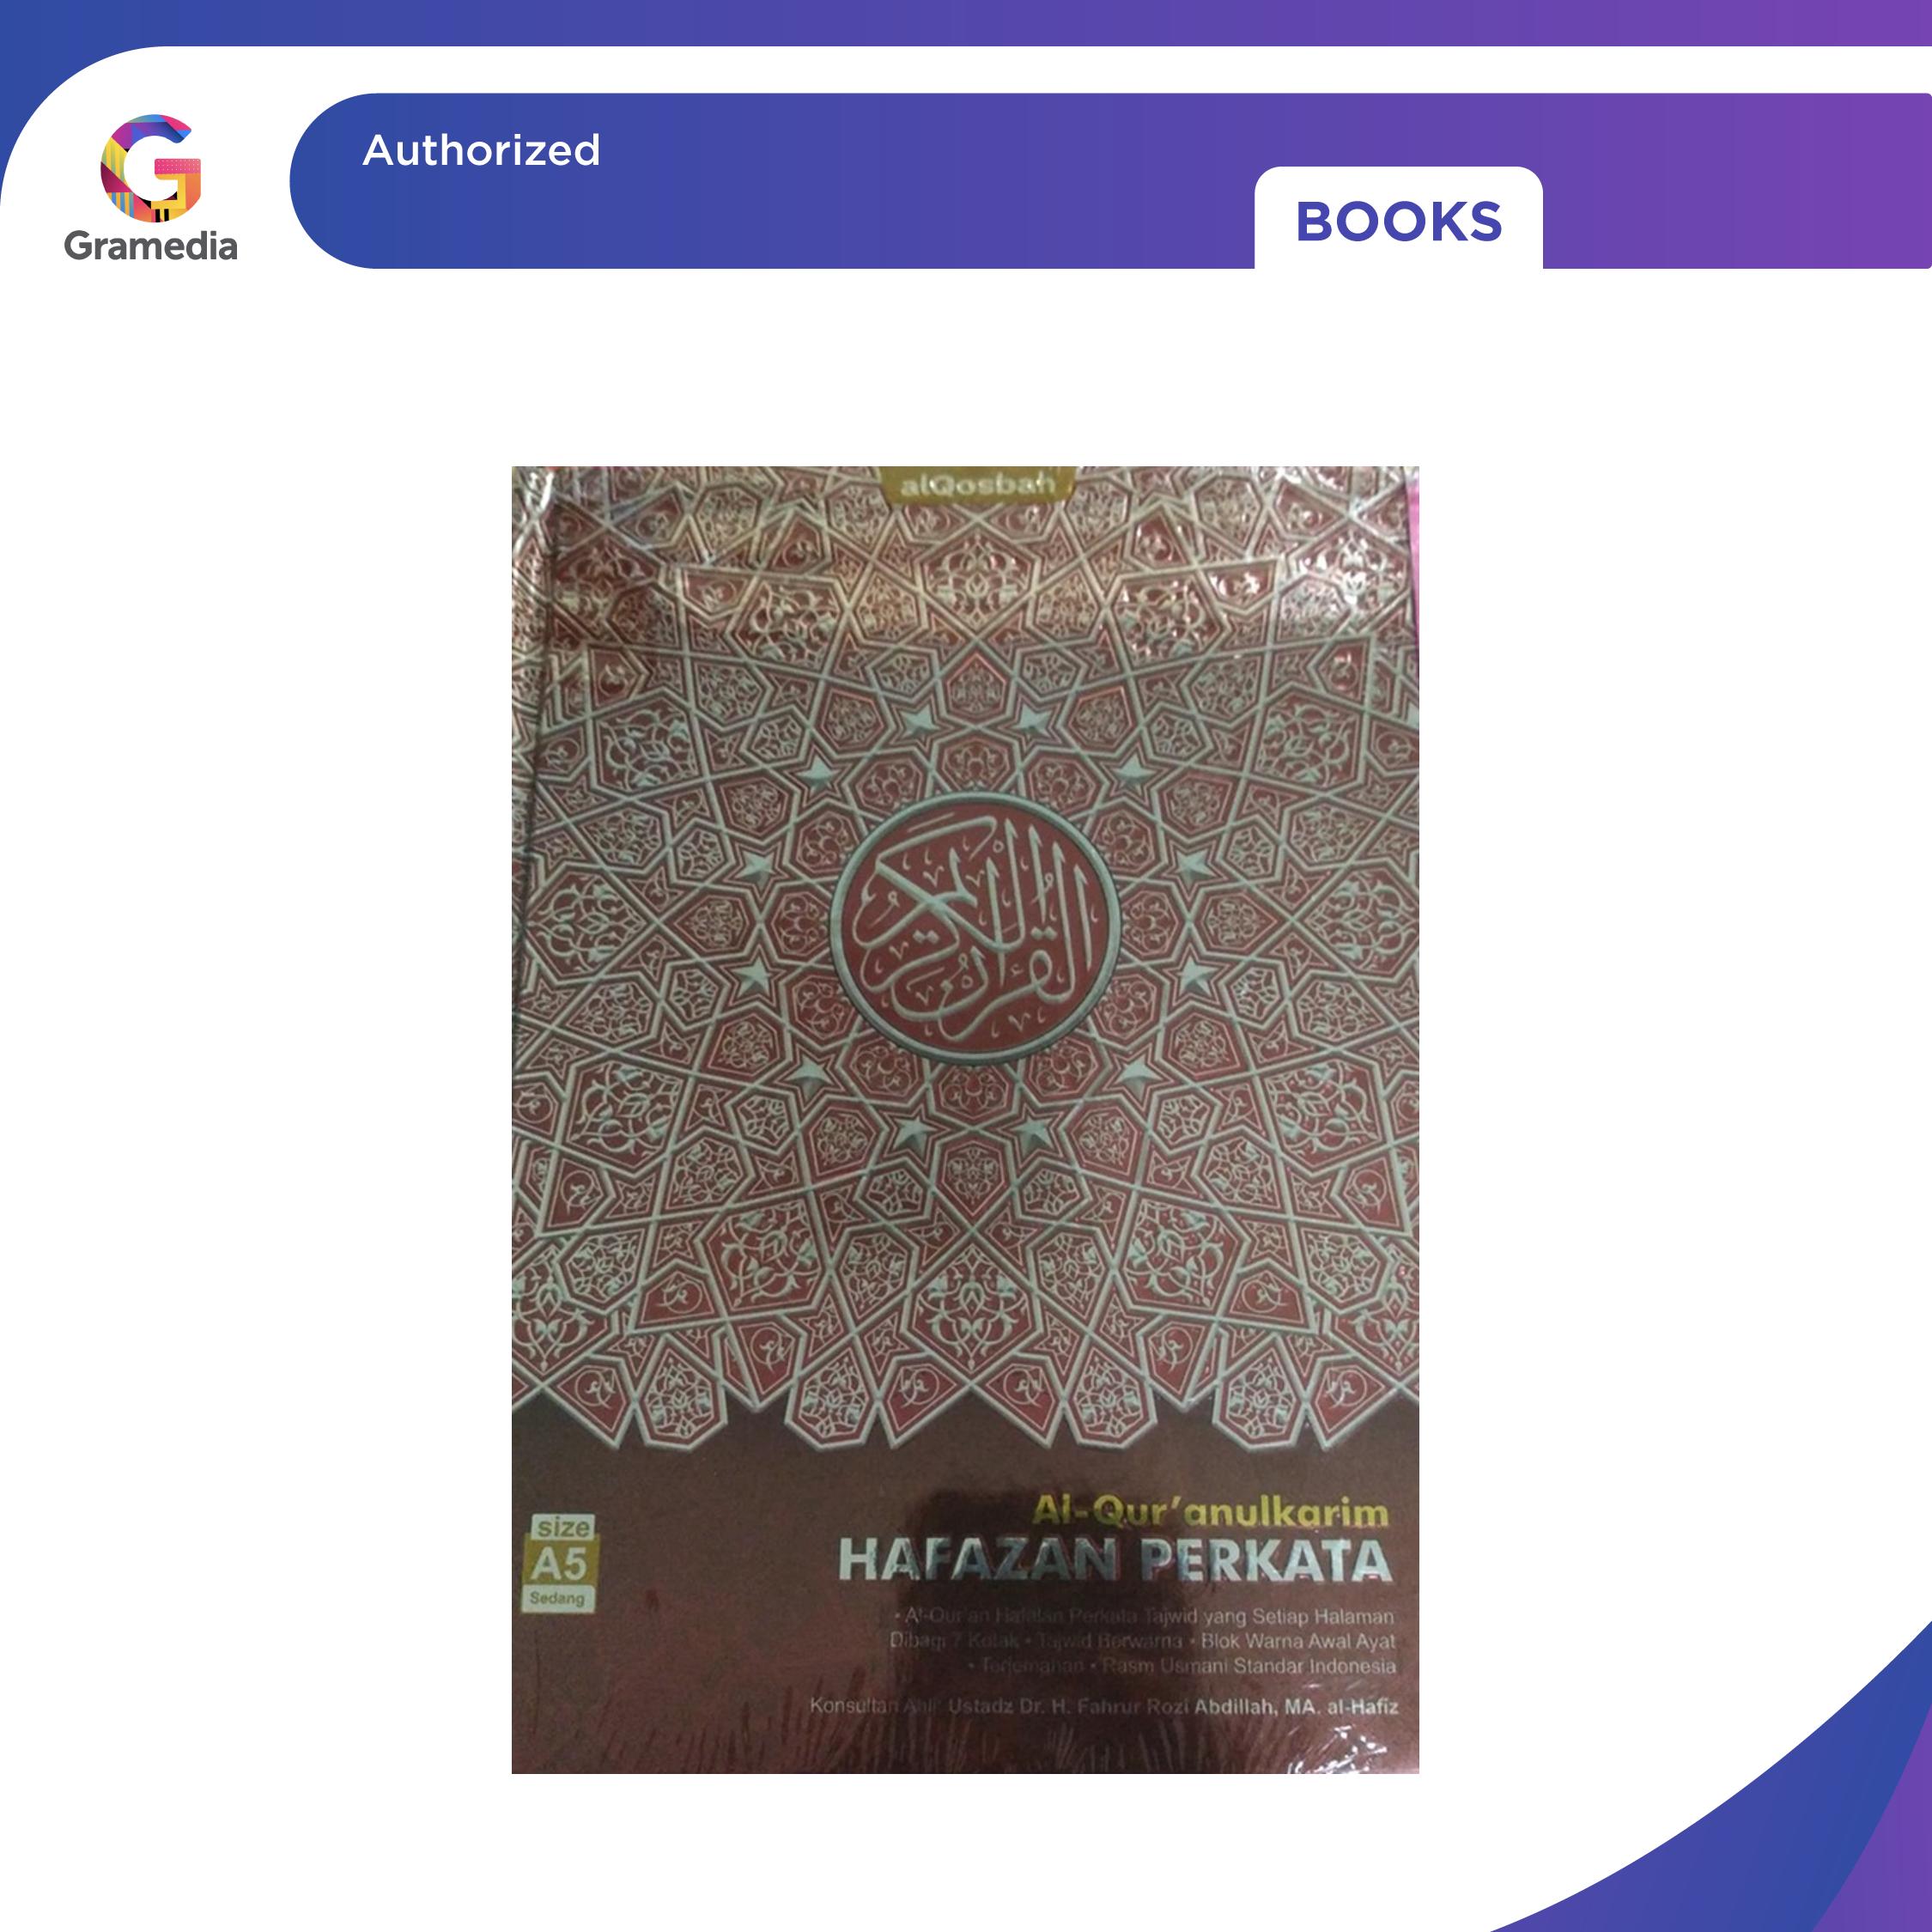 Gramedia
Authorized
BOOKS
alQosbah
القرآن الكريم
Al-Qur'anulkarim
HAFAZAN PERKATA
size
A5
Sedang
• Al-Qur'an Hafalan Perkata Tajwid yang Setiap Halaman
Dibagi 7 Kotak • Tajwid Berwarna • Blok Warna Awal Ayat
• Terjemahan • Rasm Usmani Standar Indonesia
Konsultan Ahli: Ustadz Dr. H. Fahrur Rozi Abdillah, MA. al-Hafiz